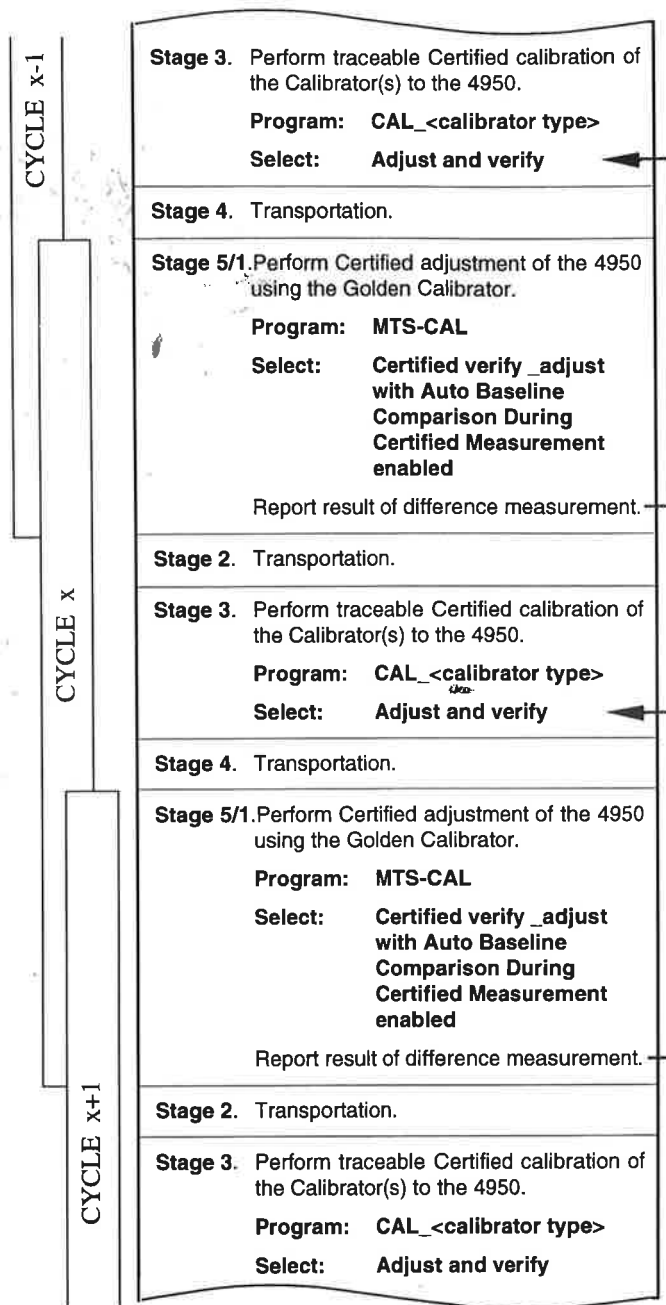 CYCLE x-1
Stage 3. Perform traceable Certified calibration of
the Calibrator(s) to the 4950.
Program: CAL_<calibrator type>
Select: Adjust and verify
Stage 4. Transportation.
Stage 5/1. Perform Certified adjustment of the 4950
using the Golden Calibrator.
Program: MTS-CAL
Select: Certified verify _adjust
with Auto Baseline
Comparison During
Certified Measurement
enabled
Report result of difference measurement.
CYCLE x
Stage 2. Transportation.
Stage 3. Perform traceable Certified calibration of
the Calibrator(s) to the 4950.
Program: CAL_<calibrator type>
Select: Adjust and verify
Stage 4. Transportation.
Stage 5/1. Perform Certified adjustment of the 4950
using the Golden Calibrator.
Program: MTS-CAL
Select: Certified verify _adjust
with Auto Baseline
Comparison During
Certified Measurement
enabled
Report result of difference measurement.
CYCLE x+1
Stage 2. Transportation.
Stage 3. Perform traceable Certified calibration of
the Calibrator(s) to the 4950.
Program: CAL_<calibrator type>
Select: Adjust and verify